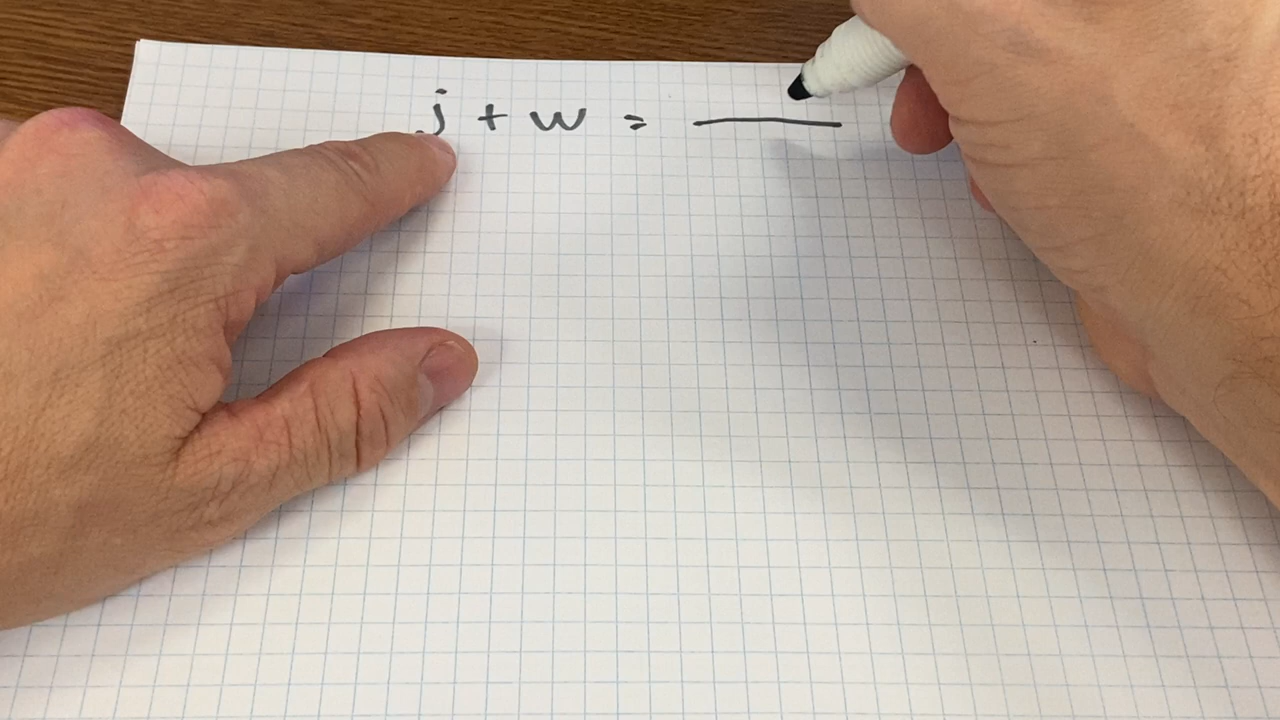 j + w = ____